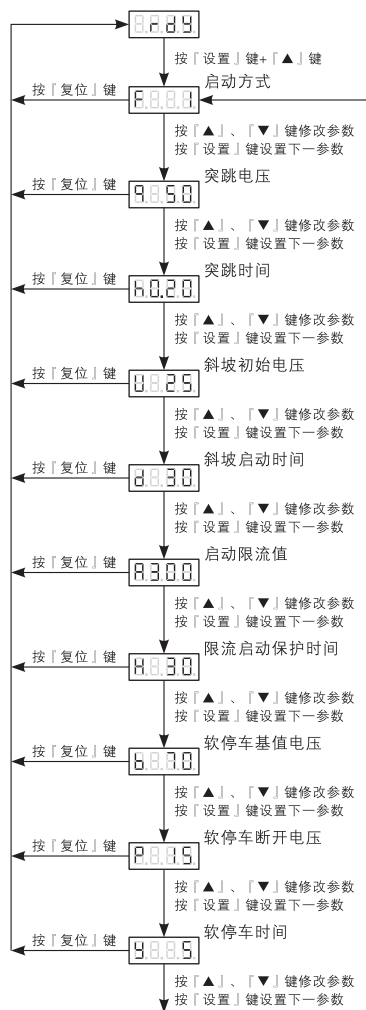 rdy
按『设置』键+『▲』键
启动方式
按『复位』键
F 1
按『▲』、『▼』键修改参数
按『设置』键设置下一参数
突跳电压
按『复位』键
q 50
按『▲』、『▼』键修改参数
按『设置』键设置下一参数
突跳时间
按『复位』键
h0.20
按『▲』、『▼』键修改参数
按『设置』键设置下一参数
斜坡初始电压
按『复位』键
U 25
按『▲』、『▼』键修改参数
按『设置』键设置下一参数
斜坡启动时间
按『复位』键
d 30
按『▲』、『▼』键修改参数
按『设置』键设置下一参数
启动限流值
按『复位』键
A300
按『▲』、『▼』键修改参数
按『设置』键设置下一参数
限流启动保护时间
按『复位』键
H 30
按『▲』、『▼』键修改参数
按『设置』键设置下一参数
软停车基值电压
按『复位』键
b 70
按『▲』、『▼』键修改参数
按『设置』键设置下一参数
软停车断开电压
按『复位』键
P 15
按『▲』、『▼』键修改参数
按『设置』键设置下一参数
软停车时间
按『复位』键
y 5
按『▲』、『▼』键修改参数
按『设置』键设置下一参数